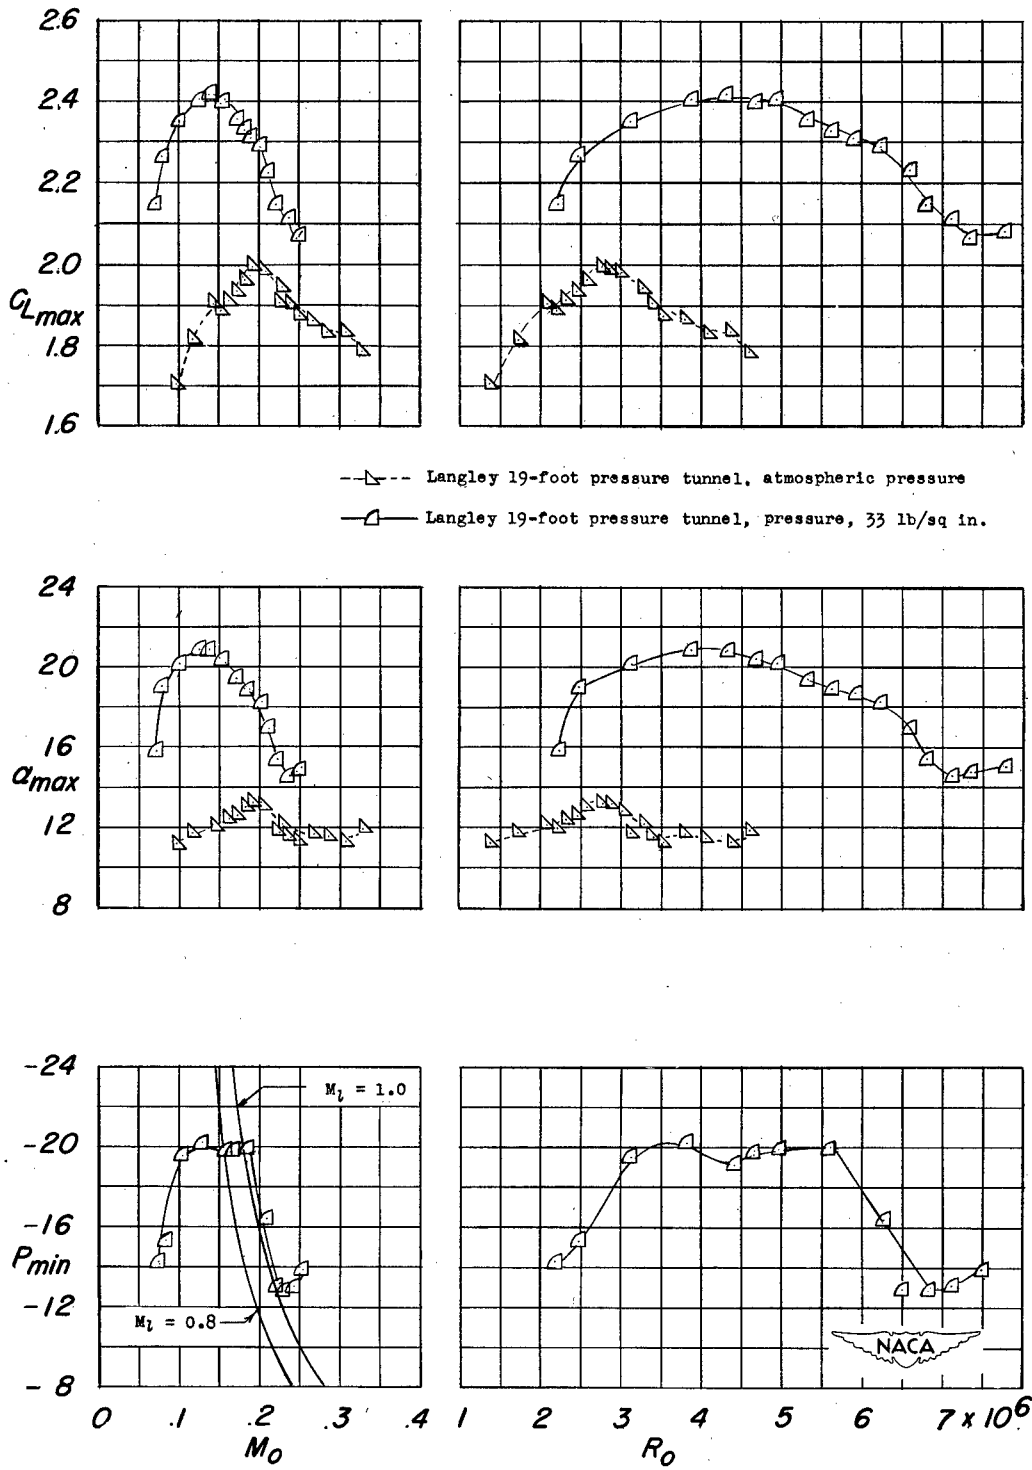 2.6
2.4
2.2
2.0
C_Lmax
1.8
1.6
Langley 19-foot pressure tunnel, atmospheric pressure
Langley 19-foot pressure tunnel, pressure, 33 lb/sq in.
24
20
16
α_max
12
8
-24
M_l = 1.0
-20
-16
P_min
-12
M_l = 0.8
NACA
-8
0 .1 .2 .3 .4 1 2 3 4 5 6 7 × 10^6
M_0 R_0